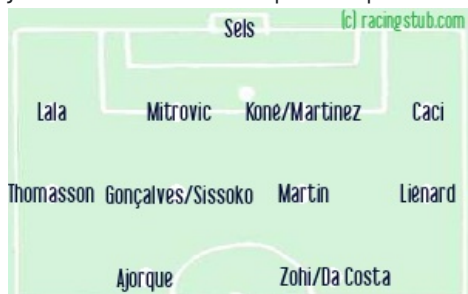 (c) racingstub.com
Sels
Lala Mitrovic Koné/Martinez Caci
Thomasson Gonçalves/Sissoko Martin Liénard
Ajorque Zohi/Da Costa